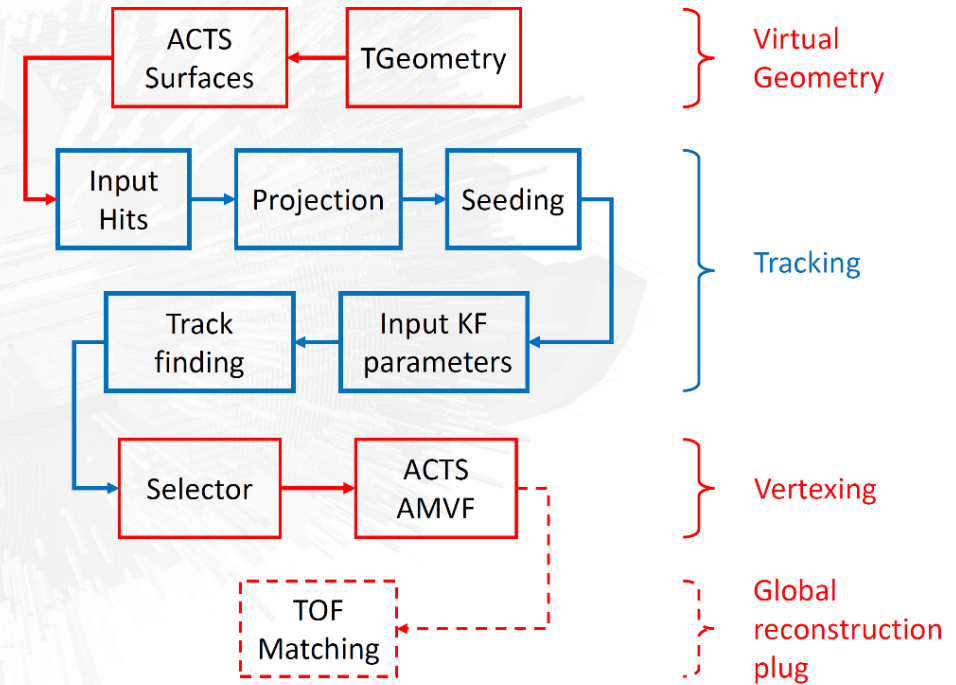 ACTS
Surfaces
TGeometry
Virtual
Geometry
Input
Hits
Projection
Seeding
Tracking
Track
finding
Input KF
parameters
Selector
ACTS
AMVF
Vertexing
TOF
Matching
Global
reconstruction
plug